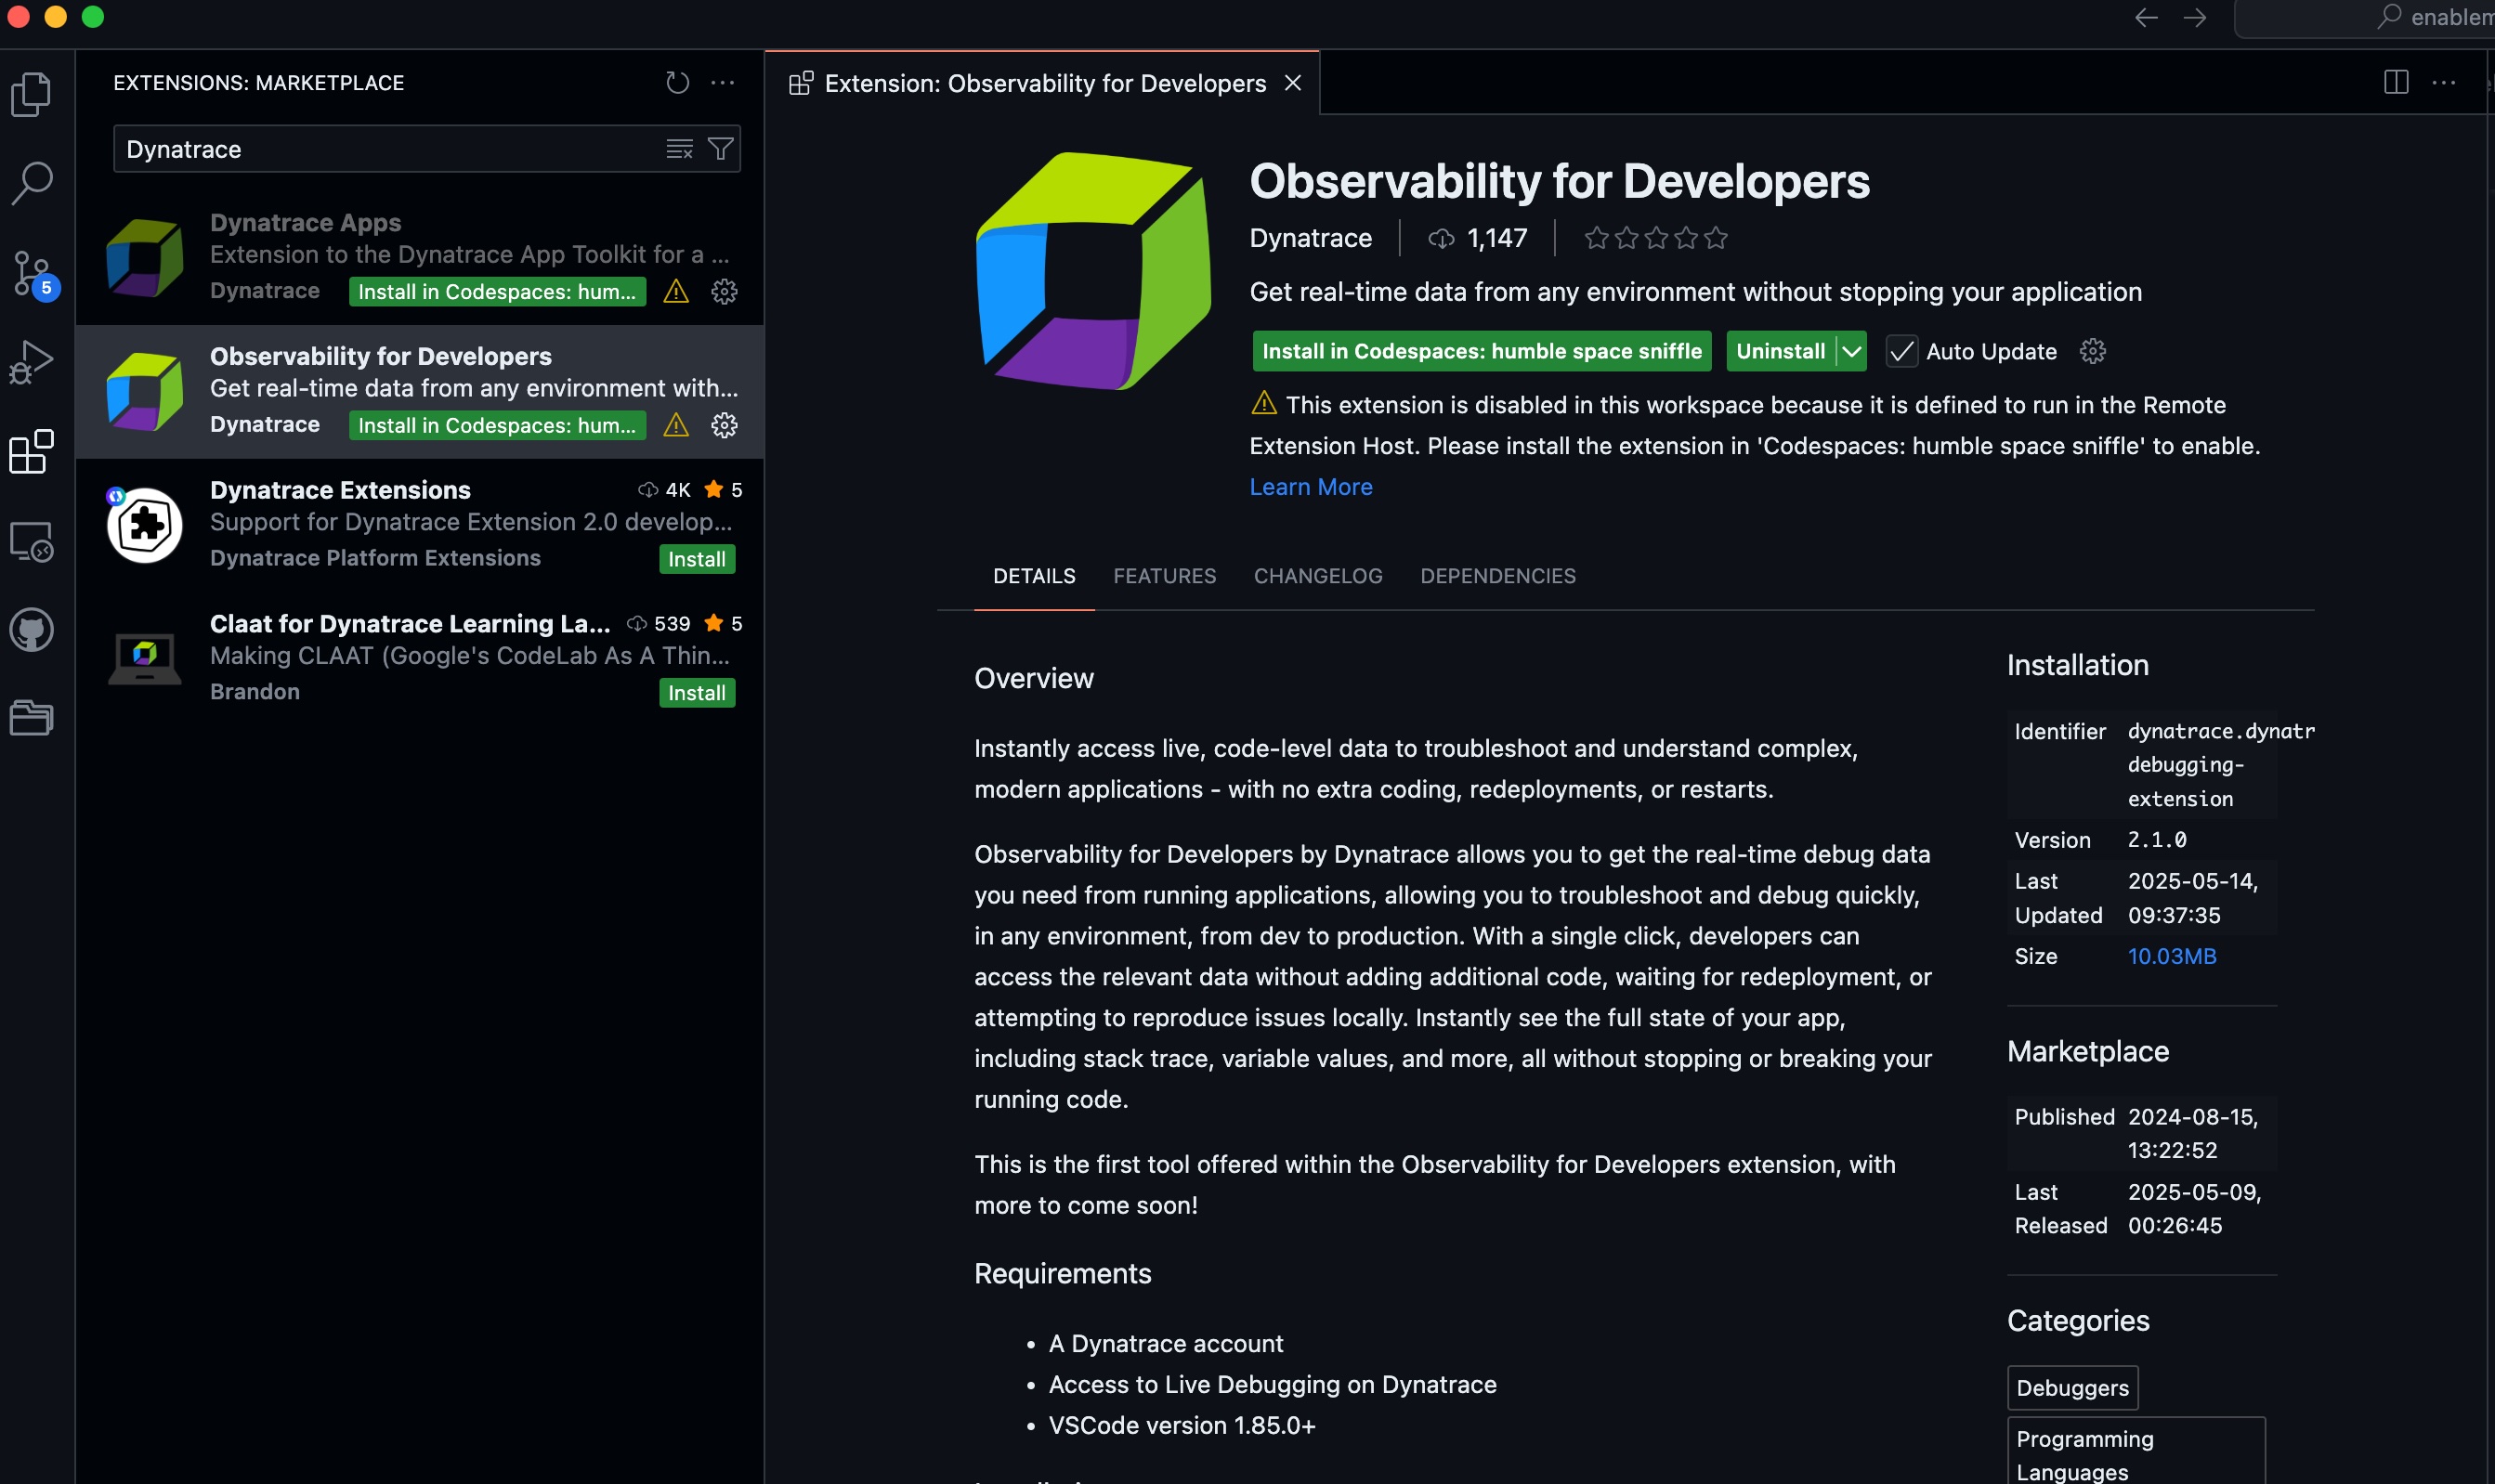 enablem
EXTENSIONS: MARKETPLACE
Dynatrace
Dynatrace Apps
Extension to the Dynatrace App Toolkit for a ...
Dynatrace Install in Codespaces: hum...
5
Observability for Developers
Get real-time data from any environment with...
Dynatrace Install in Codespaces: hum...
Dynatrace Extensions 4K 5
Support for Dynatrace Extension 2.0 develop...
Dynatrace Platform Extensions Install
Claat for Dynatrace Learning La... 539 5
Making CLAAT (Google's CodeLab As A Thin...
Brandon Install
Extension: Observability for Developers
Observability for Developers
Dynatrace 1,147
Get real-time data from any environment without stopping your application
Install in Codespaces: humble space sniffle Uninstall Auto Update
This extension is disabled in this workspace because it is defined to run in the Remote
Extension Host. Please install the extension in 'Codespaces: humble space sniffle' to enable.
Learn More
DETAILS FEATURES CHANGELOG DEPENDENCIES
Overview
Instantly access live, code-level data to troubleshoot and understand complex,
modern applications - with no extra coding, redeployments, or restarts.
Observability for Developers by Dynatrace allows you to get the real-time debug data
you need from running applications, allowing you to troubleshoot and debug quickly,
in any environment, from dev to production. With a single click, developers can
access the relevant data without adding additional code, waiting for redeployment, or
attempting to reproduce issues locally. Instantly see the full state of your app,
including stack trace, variable values, and more, all without stopping or breaking your
running code.
This is the first tool offered within the Observability for Developers extension, with
more to come soon!
Requirements
• A Dynatrace account
• Access to Live Debugging on Dynatrace
• VSCode version 1.85.0+
Installation
Identifier dynatrace.dynatr
debugging-
extension
Version 2.1.0
Last 2025-05-14,
Updated 09:37:35
Size 10.03MB
Marketplace
Published 2024-08-15,
13:22:52
Last 2025-05-09,
Released 00:26:45
Categories
Debuggers
Programming
Languages